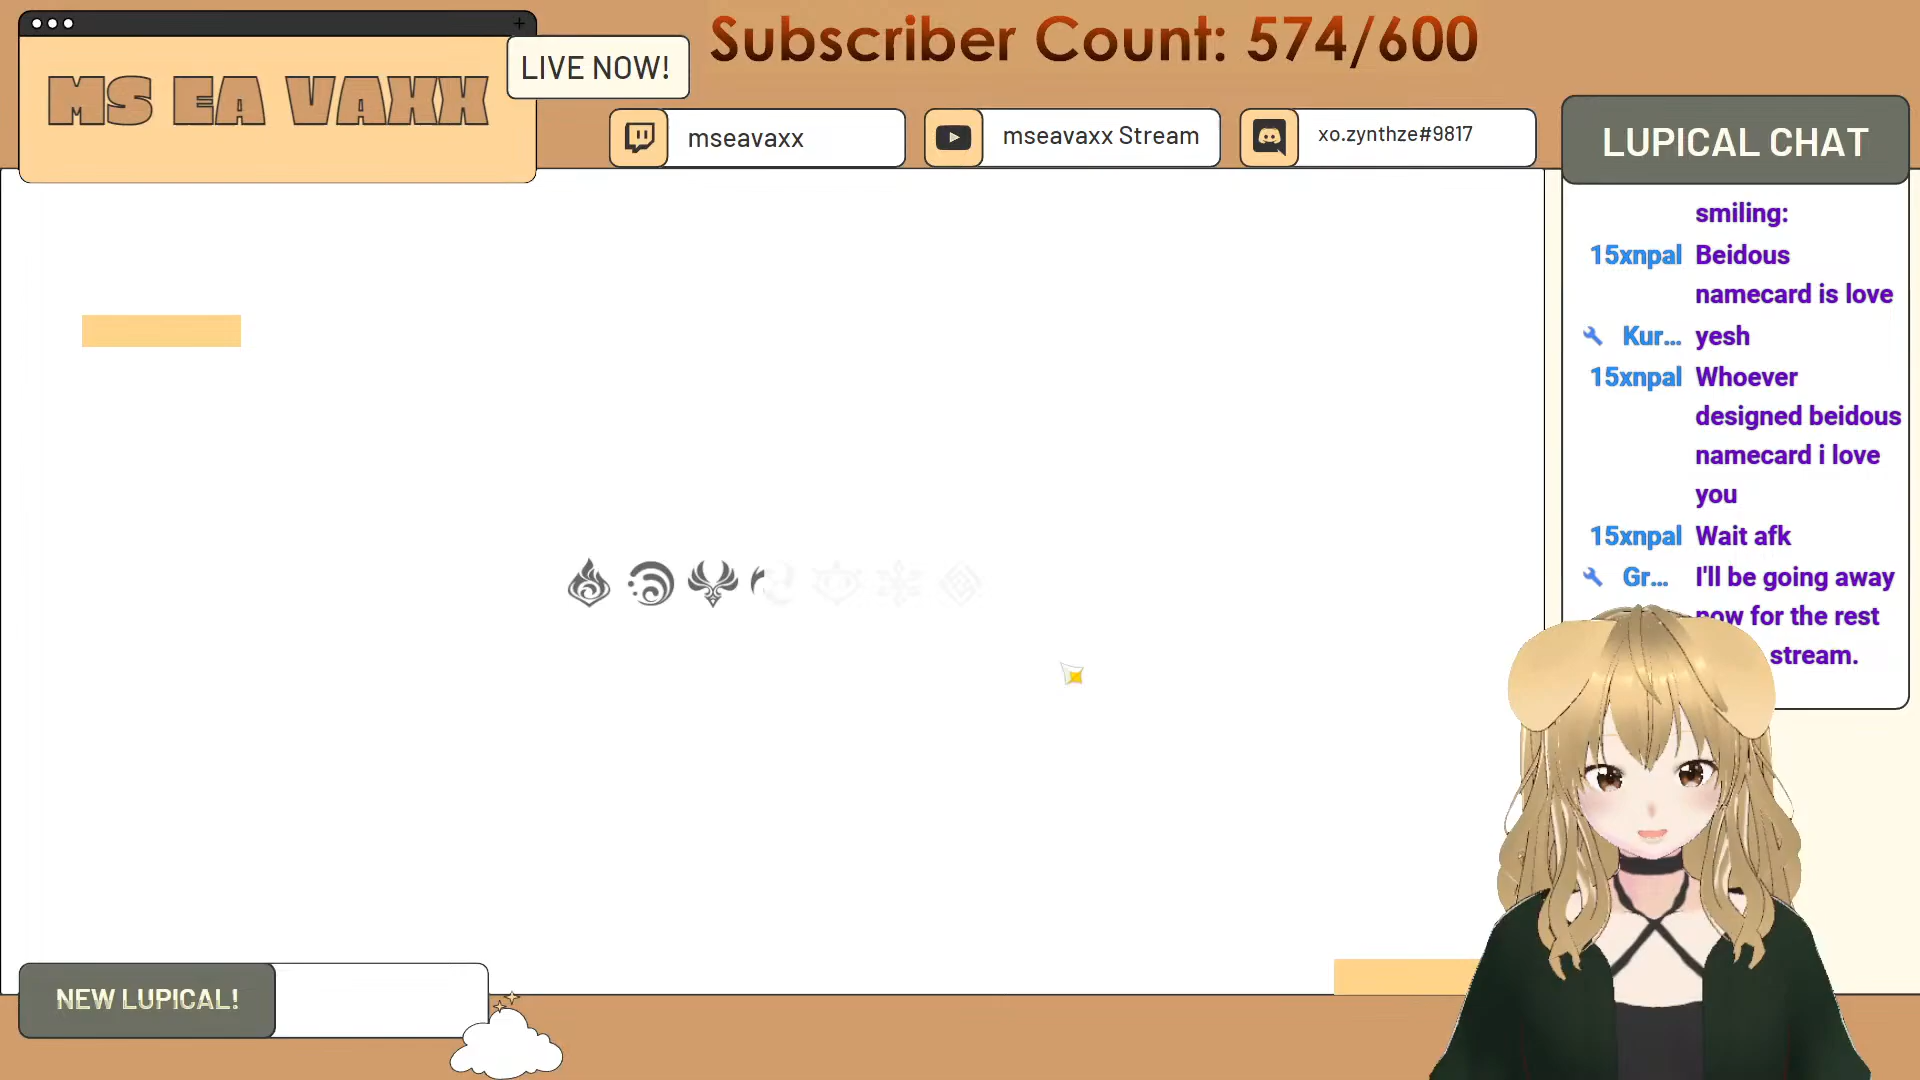 Subscriber Count: 574/600
MS EA VAXX
LIVE NOW!
mseavaxx
mseavaxx Stream
xo.zynthze#9817
LUPICAL CHAT
smiling:
15xnpal Beidous
namecard is love
Kur... yesh
15xnpal Whoever
designed beidous
namecard i love
you
15xnpal Wait afk
Gr... I'll be going away
now for the rest
stream.
NEW LUPICAL!